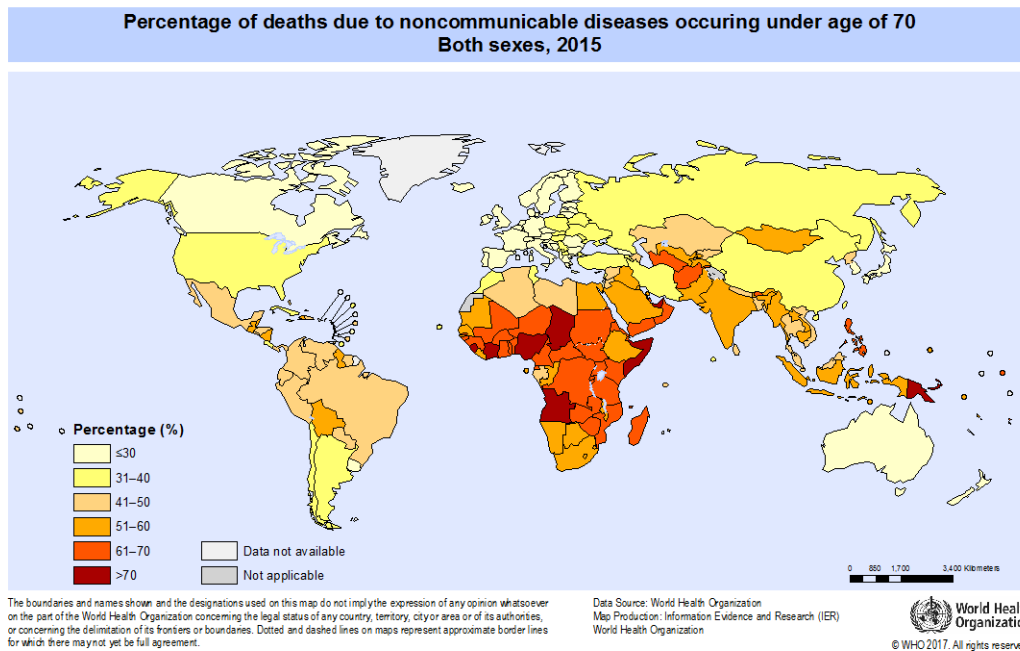 Percentage of deaths due to noncommunicable diseases occuring under age of 70
Both sexes, 2015
Percentage (%)
≤30
31–40
41–50
51–60
61–70
>70
Data not available
Not applicable
0 850 1,700 3,400 Kilometers
The boundaries and names shown and the designations used on this map do not imply the expression of any opinion whatsoever
on the part of the World Health Organization concerning the legal status of any country, territory, city or area or of its authorities,
or concerning the delimitation of its frontiers or boundaries. Dotted and dashed lines on maps represent approximate border lines
for which there may not yet be full agreement.
Data Source: World Health Organization
Map Production: Information Evidence and Research (IER)
World Health Organization
World Heal
Organizatio
© WHO 2017. All rights reserve